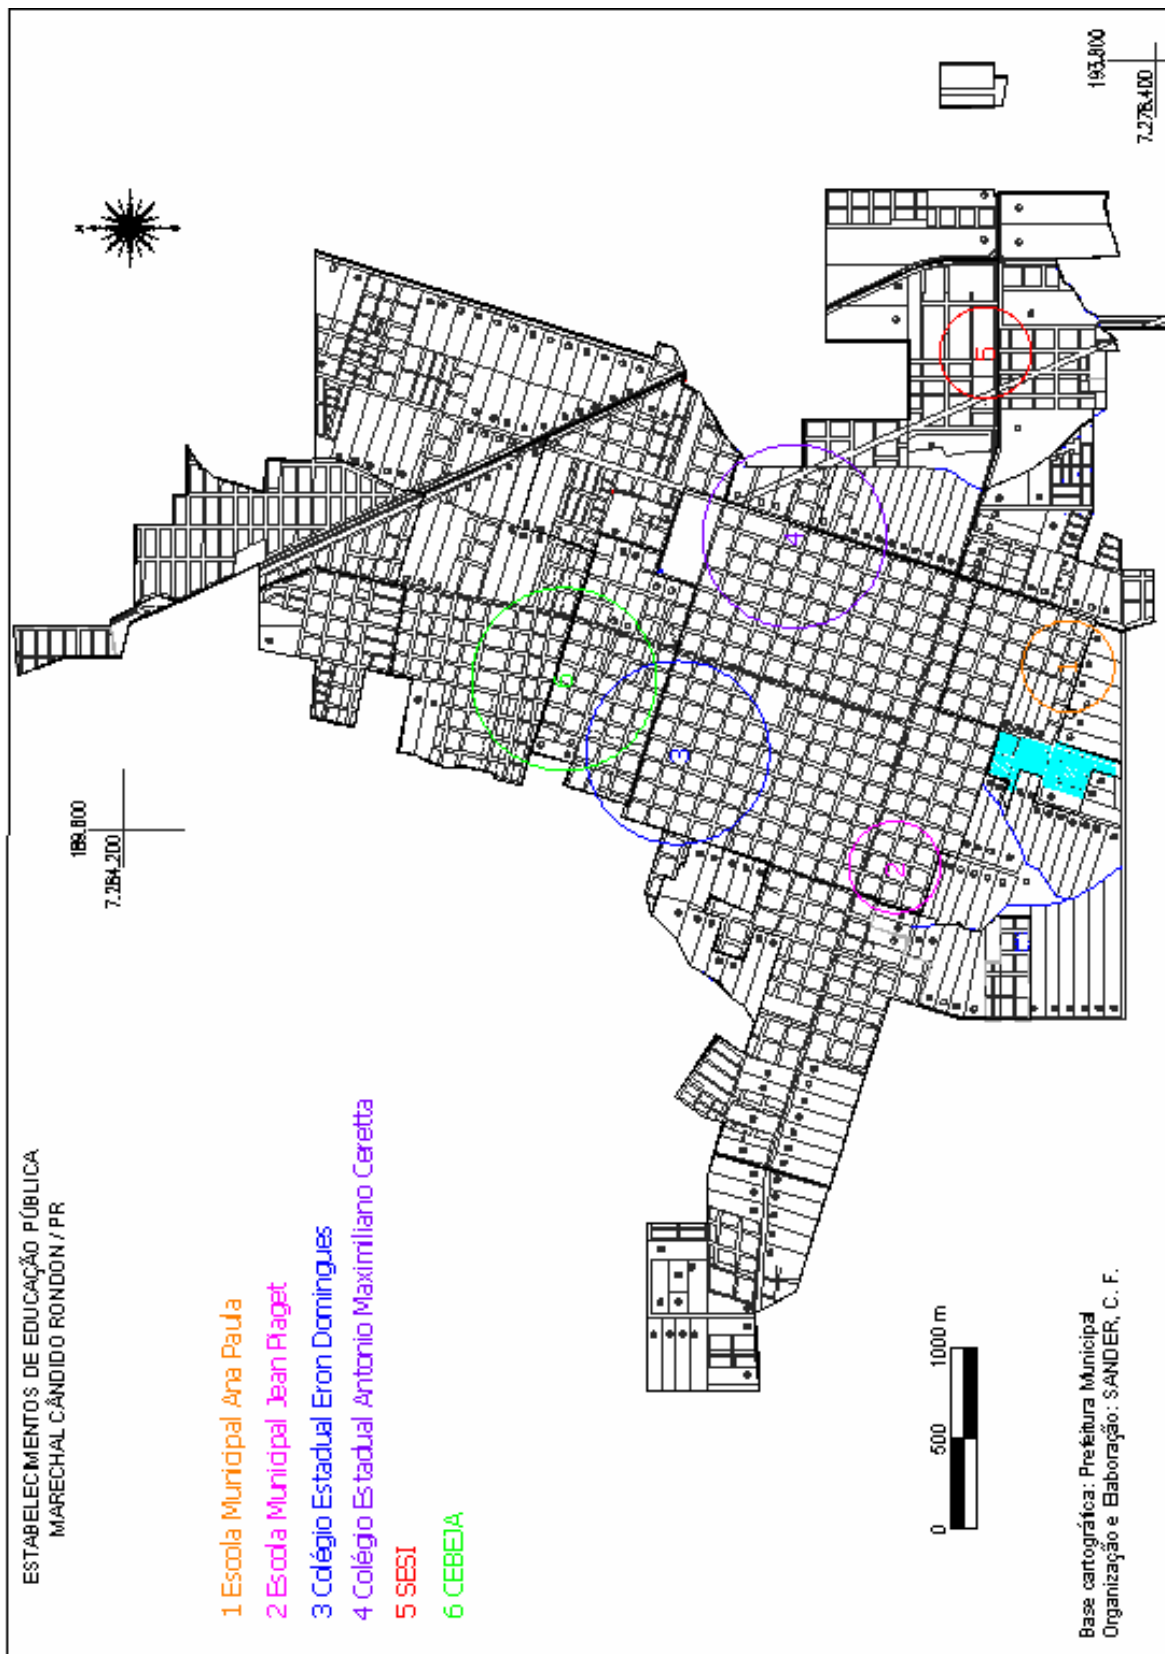 ESTABELECIMENTOS DE EDUCAÇÃO PÚBLICA
MARECHAL CÂNDIDO RONDON / PR
1 Escola Municipal Ana Paula
2 Escola Municipal Jean Piaget
3 Colégio Estadual Eron Domingues
4 Colégio Estadual Antonio Maximiliano Ceretta
5 SESI
6 CEBEJA
189.800
7.284.200
N
6
3
4
5
2
1
193.800
7.276.400
0 500 1000 m
Base cartográfica: Prefeitura Municipal
Organização e Elaboração: SANDER, C. F.